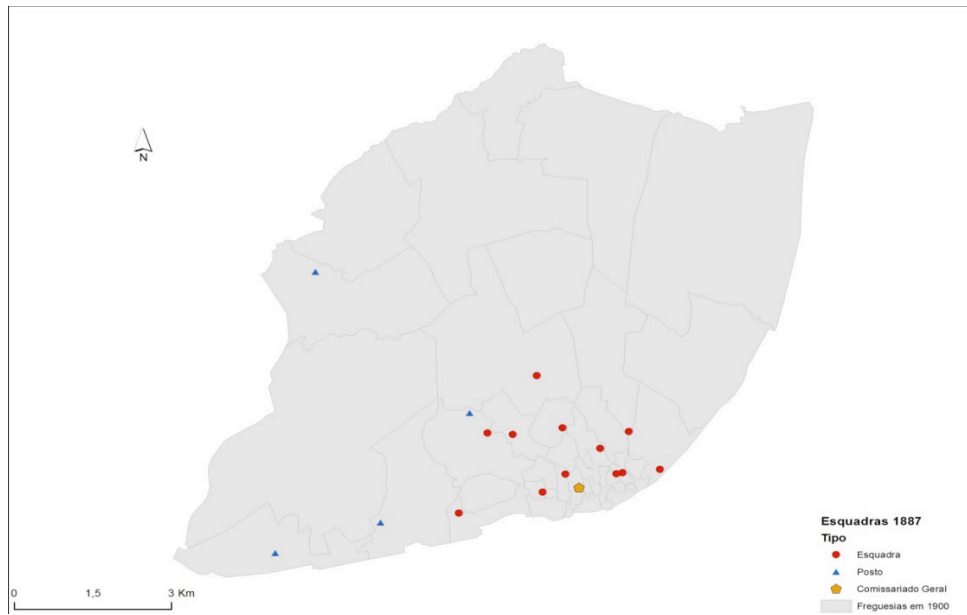 N
Esquadras 1887
Tipo
Esquadra
Posto
Comissariado Geral
Freguesias em 1900
0 1,5 3 Km